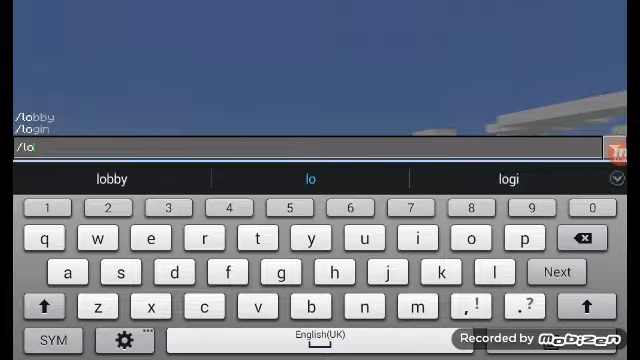 /lobby
/login
/lo
lobby lo logi
1 2 3 4 5 6 7 8 9 0
q w e r t y u i o p
a s d f g h j k l Next
z x c v b n m , ! . ?
SYM English(UK)
Recorded by mobizen